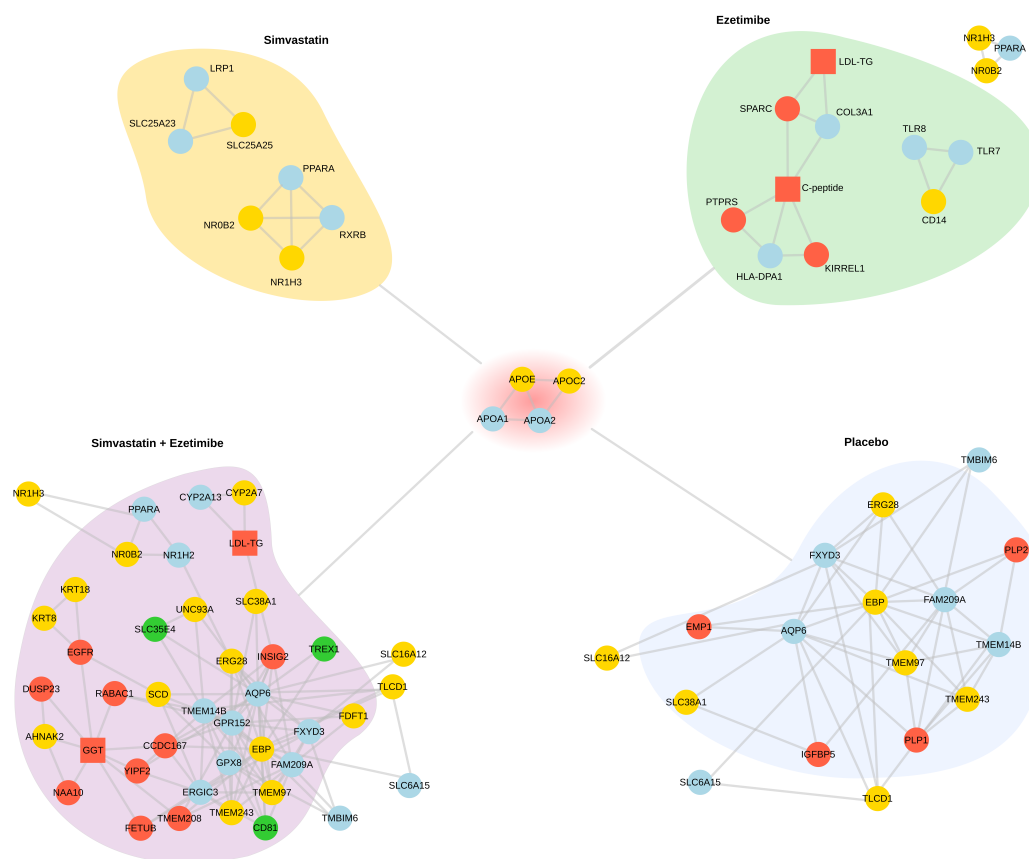 Simvastatin
LRP1
SLC25A23
SLC25A25
PPARA
NR0B2
RXRB
NR1H3
Ezetimibe
NR1H3
PPARA
NR0B2
LDL-TG
SPARC
COL3A1
TLR8
TLR7
C-peptide
PTPRS
CD14
HLA-DPA1
KIRREL1
APOE
APOC2
APOA1
APOA2
Simvastatin + Ezetimibe
NR1H3
CYP2A13
CYP2A7
PPARA
LDL-TG
NR0B2
NR1H2
KRT18
KRT8
UNC93A
SLC38A1
SLC35E4
EGFR
ERG28
INSIG2
TREX1
SLC16A12
DUSP23
RABAC1
SCD
AQP6
TLCD1
TMEM14B
GPR152
FDFT1
AHNAK2
GGT
CCDC167
FXYD3
EBP
YIPF2
GPX8
FAM209A
NAA10
ERGIC3
TMEM97
SLC6A15
FETUB
TMEM208
TMEM243
CD81
TMBIM6
Placebo
TMBIM6
ERG28
FXYD3
PLP2
EBP
FAM209A
EMP1
AQP6
TMEM14B
SLC16A12
TMEM97
SLC38A1
TMEM243
IGFBP5
PLP1
SLC6A15
TLCD1